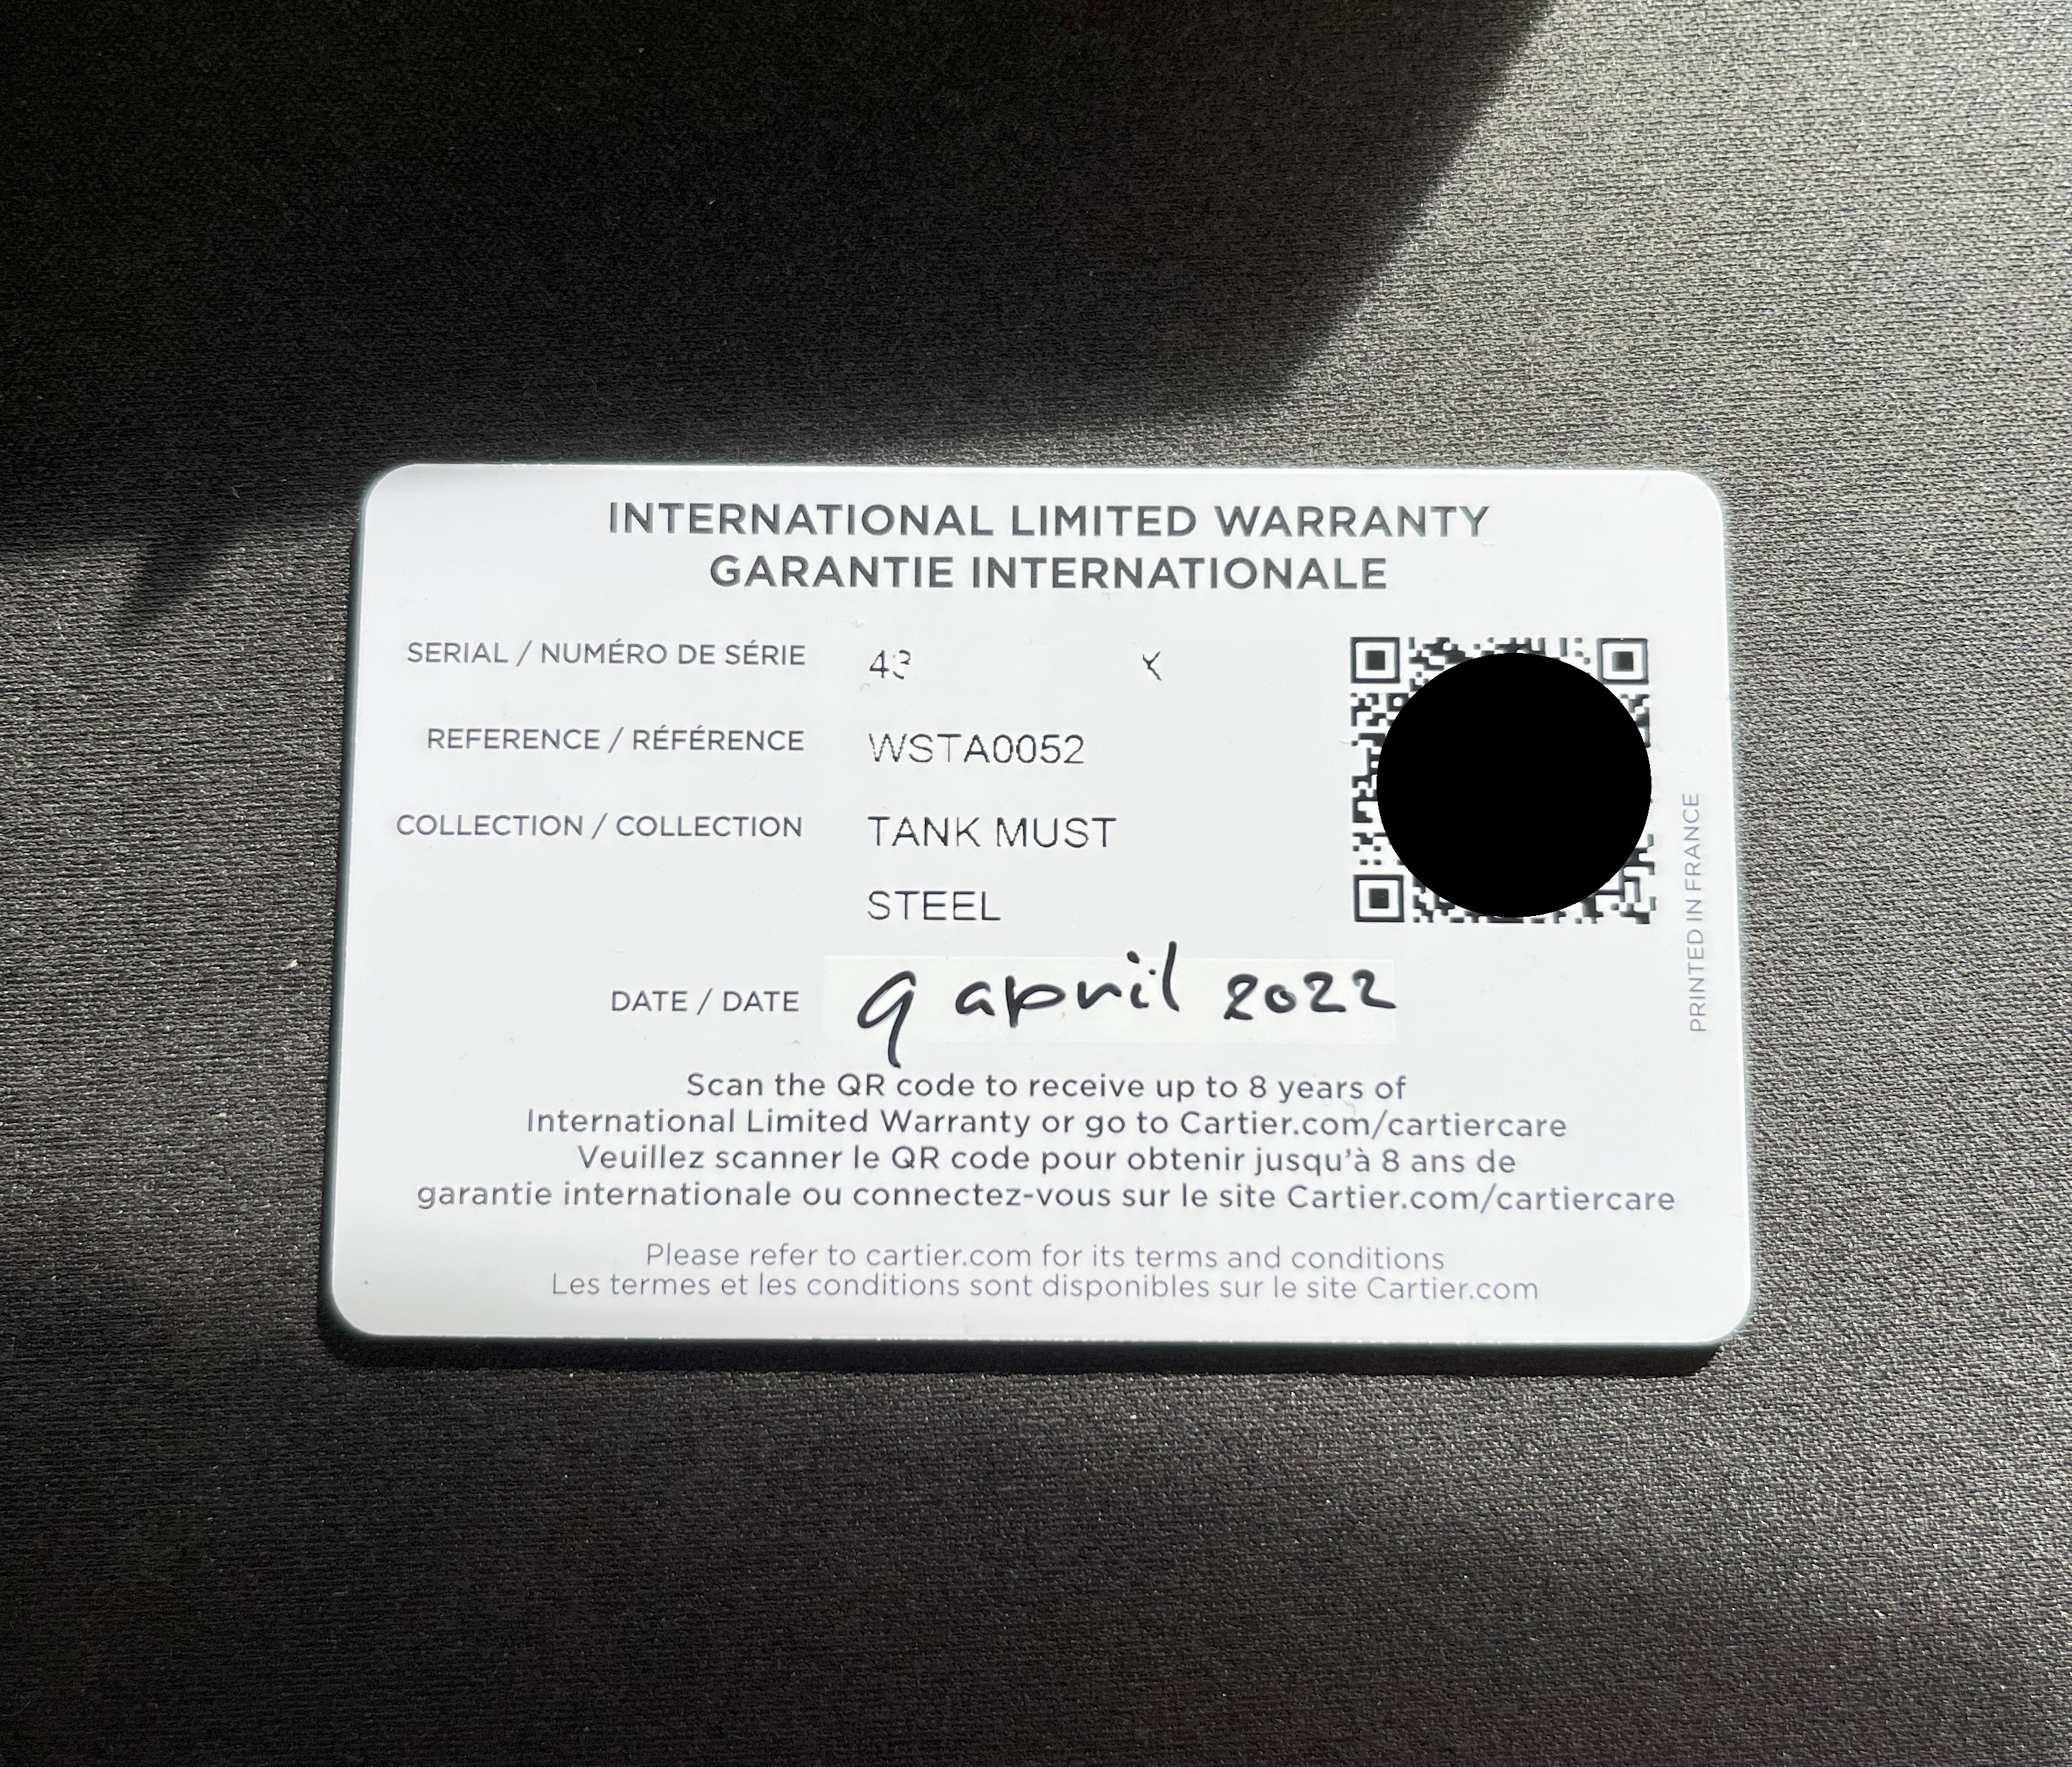 INTERNATIONAL LIMITED WARRANTY
GARANTIE INTERNATIONALE
SERIAL / NUMÉRO DE SÉRIE 43
REFERENCE / RÉFÉRENCE WSTA0052
COLLECTION / COLLECTION TANK MUST
STEEL
DATE / DATE 9 april 2022
PRINTED IN FRANCE
Scan the QR code to receive up to 8 years of
International Limited Warranty or go to Cartier.com/cartiercare
Veuillez scanner le QR code pour obtenir jusqu'à 8 ans de
garantie internationale ou connectez-vous sur le site Cartier.com/cartiercare
Please refer to cartier.com for its terms and conditions
Les termes et les conditions sont disponibles sur le site Cartier.com